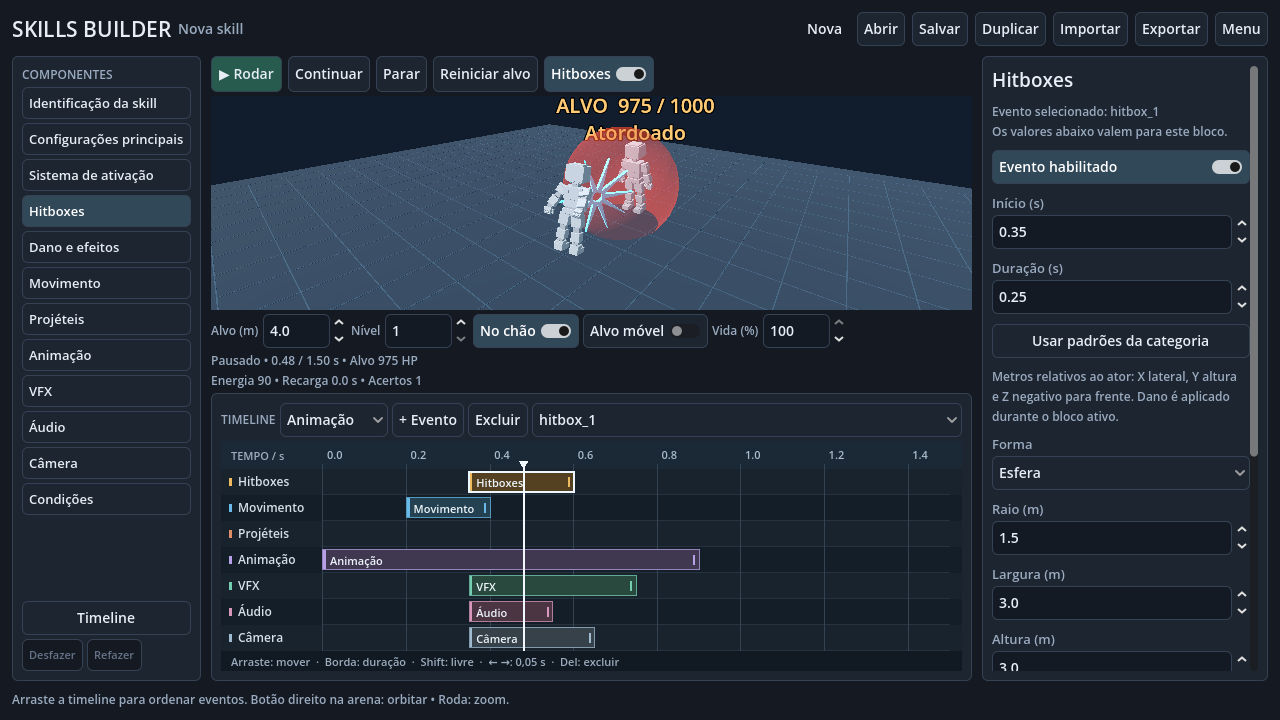 SKILLS BUILDER Nova skill
Nova Abrir Salvar Duplicar Importar Exportar Menu
COMPONENTES
Identificação da skill
Configurações principais
Sistema de ativação
Hitboxes
Dano e efeitos
Movimento
Projéteis
Animação
VFX
Áudio
Câmera
Condições
Timeline
Desfazer Refazer
▶ Rodar Continuar Parar Reiniciar alvo Hitboxes
ALVO 975 / 1000
Atordoado
Alvo (m) 4.0 Nível 1 No chão Alvo móvel Vida (%) 100
Pausado • 0.48 / 1.50 s • Alvo 975 HP
Energia 90 • Recarga 0.0 s • Acertos 1
TIMELINE Animação + Evento Excluir hitbox_1
TEMPO / s 0.0 0.2 0.4 0.6 0.8 1.0 1.2 1.4
Hitboxes Hitboxes
Movimento Movimento
Projéteis
Animação Animação
VFX VFX
Áudio Áudio
Câmera Câmera
Arraste: mover · Borda: duração · Shift: livre · ← →: 0,05 s · Del: excluir
Hitboxes
Evento selecionado: hitbox_1
Os valores abaixo valem para este bloco.
Evento habilitado
Início (s)
0.35
Duração (s)
0.25
Usar padrões da categoria
Metros relativos ao ator: X lateral, Y altura
e Z negativo para frente. Dano é aplicado
durante o bloco ativo.
Forma
Esfera
Raio (m)
1.5
Largura (m)
3.0
Altura (m)
3.0
Arraste a timeline para ordenar eventos. Botão direito na arena: orbitar • Roda: zoom.